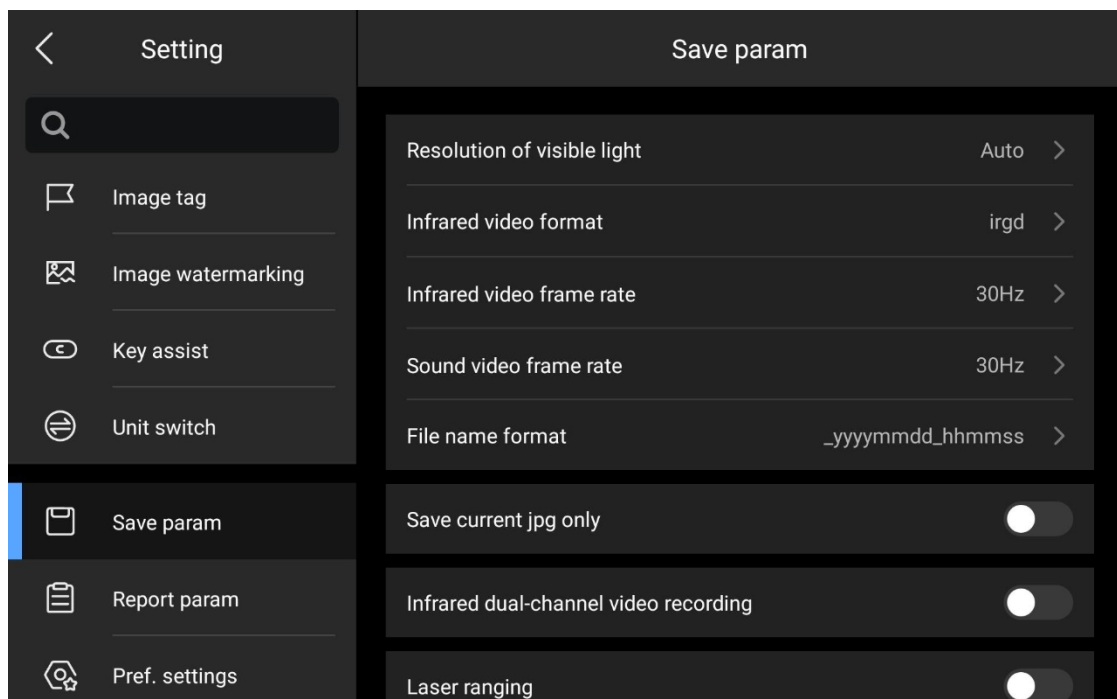 Setting
Image tag
Image watermarking
Key assist
Unit switch
Save param
Report param
Pref. settings
Save param
Resolution of visible light Auto
Infrared video format irgd
Infrared video frame rate 30Hz
Sound video frame rate 30Hz
File name format _yyyymmdd_hhmmss
Save current jpg only
Infrared dual-channel video recording
Laser ranging